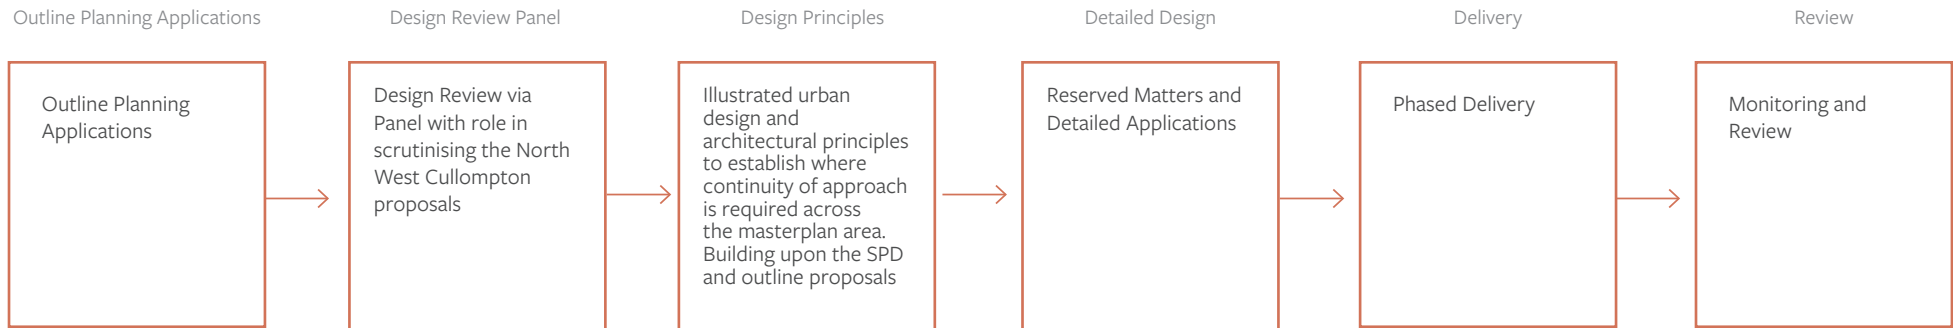 Outline Planning Applications
Design Review Panel
Design Principles
Detailed Design
Delivery
Review
Outline Planning
Applications
Design Review via
Panel with role in
scrutinising the North
West Cullompton
proposals
Illustrated urban
design and
architectural principles
to establish where
continuity of approach
is required across
the masterplan area.
Building upon the SPD
and outline proposals
Reserved Matters and
Detailed Applications
Phased Delivery
Monitoring and
Review